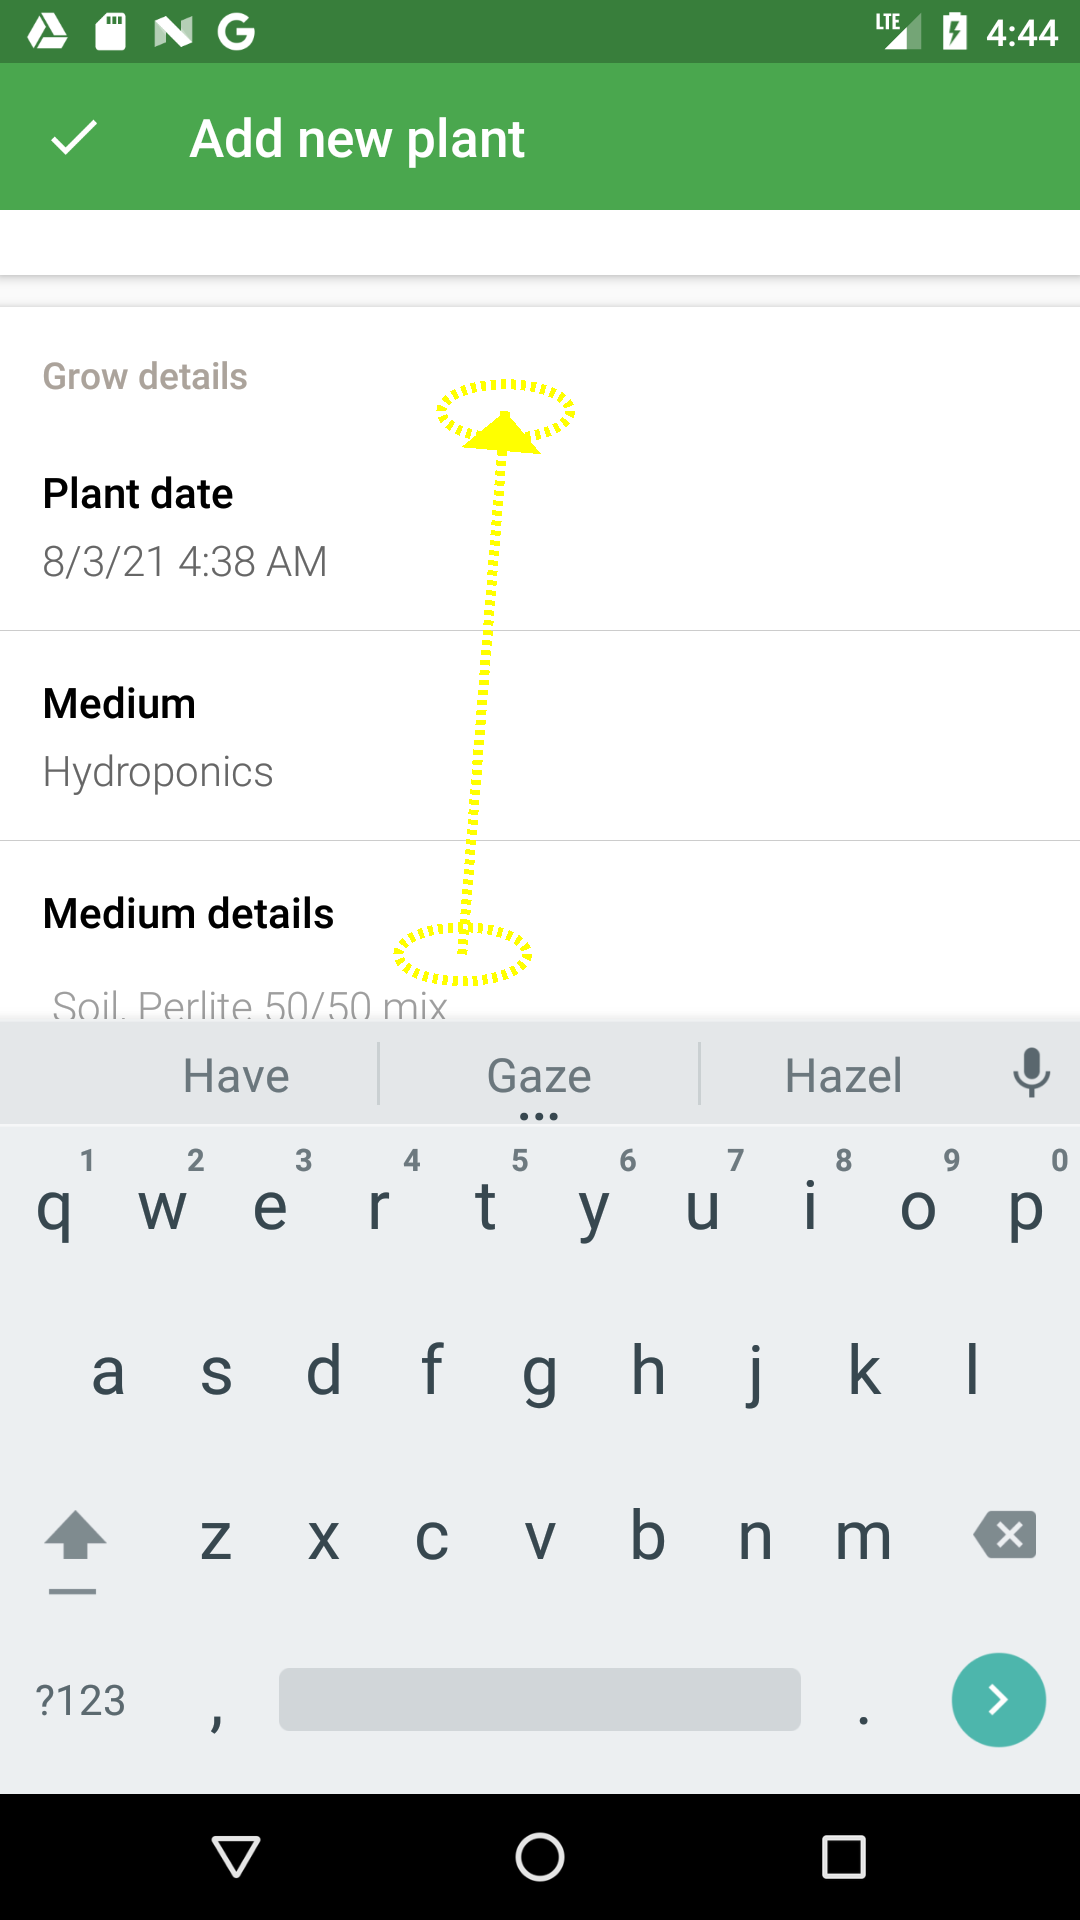 LTE 4:44
Add new plant
Grow details
Plant date
8/3/21 4:38 AM
Medium
Hydroponics
Medium details
Soil, Perlite 50/50 mix
Have Gaze Hazel
1 2 3 4 5 6 7 8 9 0
q w e r t y u i o p
a s d f g h j k l
z x c v b n m
?123 , .